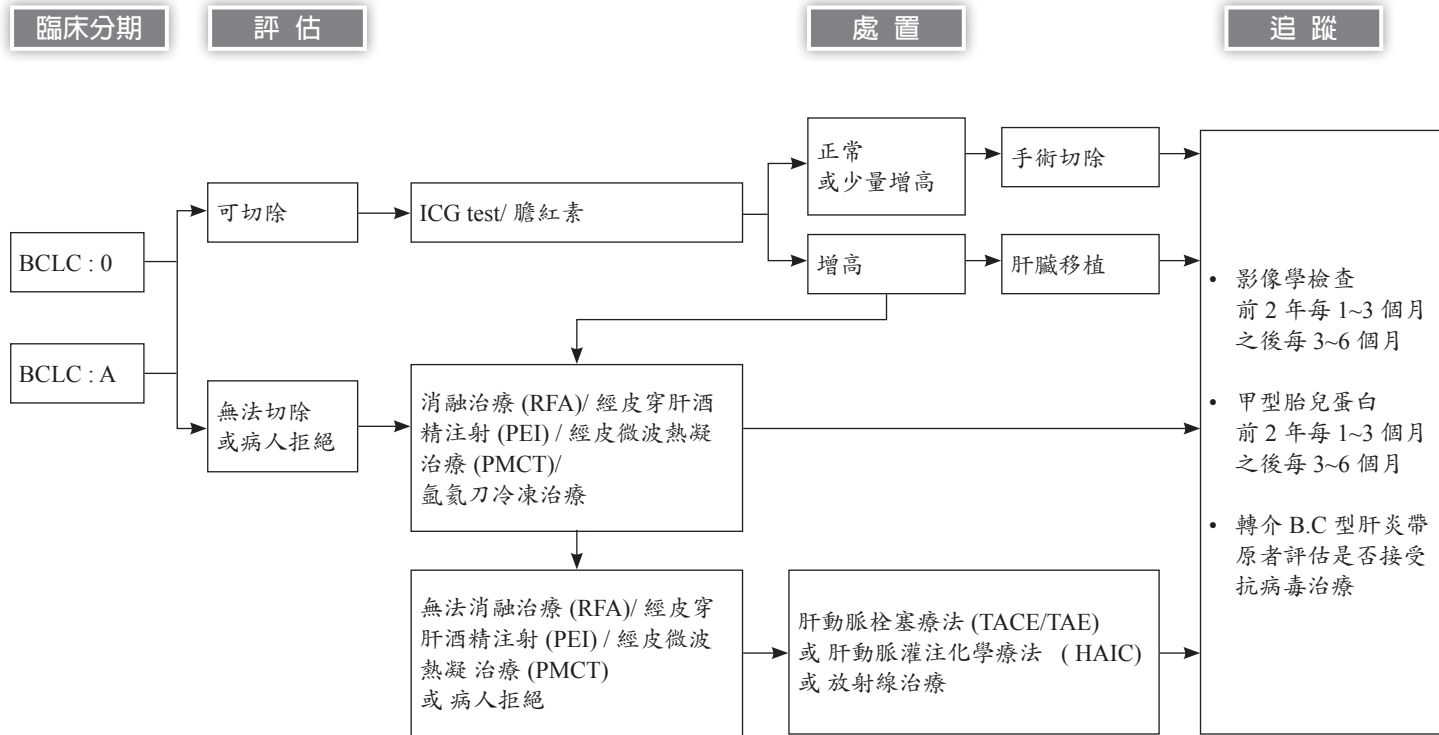 臨床分期
評 估
處 置
追 蹤
BCLC : 0
BCLC : A
可切除
ICG test/ 膽紅素
正常
或少量增高
手術切除
增高
肝臟移植
無法切除
或病人拒絕
消融治療 (RFA)/ 經皮穿肝酒
精注射 (PEI) / 經皮微波熱凝
治療 (PMCT)/
氬氦刀冷凍治療
無法消融治療 (RFA)/ 經皮穿
肝酒精注射 (PEI) / 經皮微波
熱凝 治療 (PMCT)
或 病人拒絕
肝動脈栓塞療法 (TACE/TAE)
或 肝動脈灌注化學療法 ( HAIC)
或 放射線治療
• 影像學檢查
前 2 年每 1~3 個月
之後每 3~6 個月
• 甲型胎兒蛋白
前 2 年每 1~3 個月
之後每 3~6 個月
• 轉介 B.C 型肝炎帶
原者評估是否接受
抗病毒治療